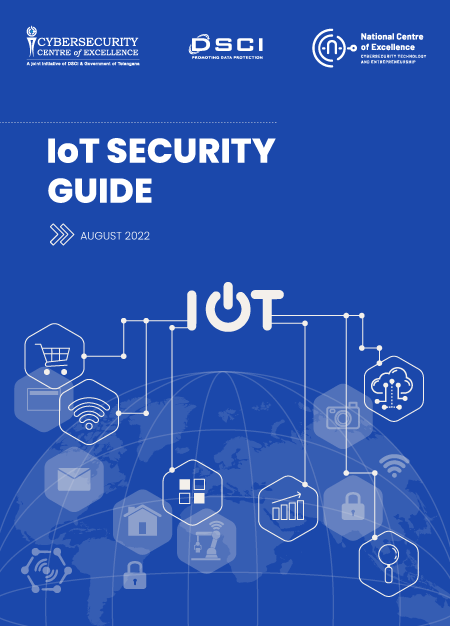 CYBERSECURITY
CENTRE of EXCELLENCE
A joint Initiative of DSCI & Government of Telangana
DSCI
PROMOTING DATA PROTECTION
National Centre
of Excellence
CYBERSECURITY TECHNOLOGY
AND ENTREPRENEURSHIP
IoT SECURITY
GUIDE
AUGUST 2022
IOT